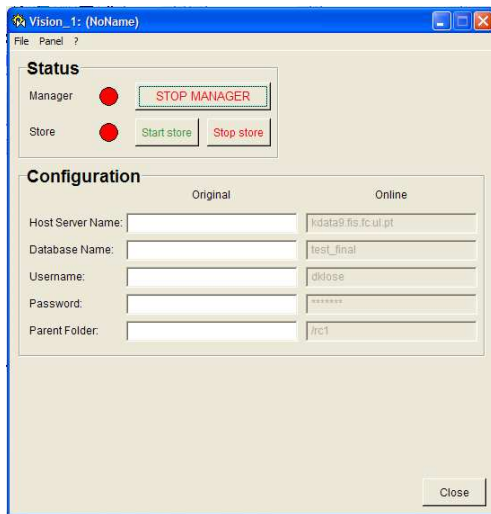 Vision_1: (NoName)
File Panel ?
Status
Manager STOP MANAGER
Store Start store Stop store
Configuration
Original Online
Host Server Name: kdata9.fis.fc.ul.pt
Database Name: test_final
Username: dklose
Password: *******
Parent Folder: /rc1
Close